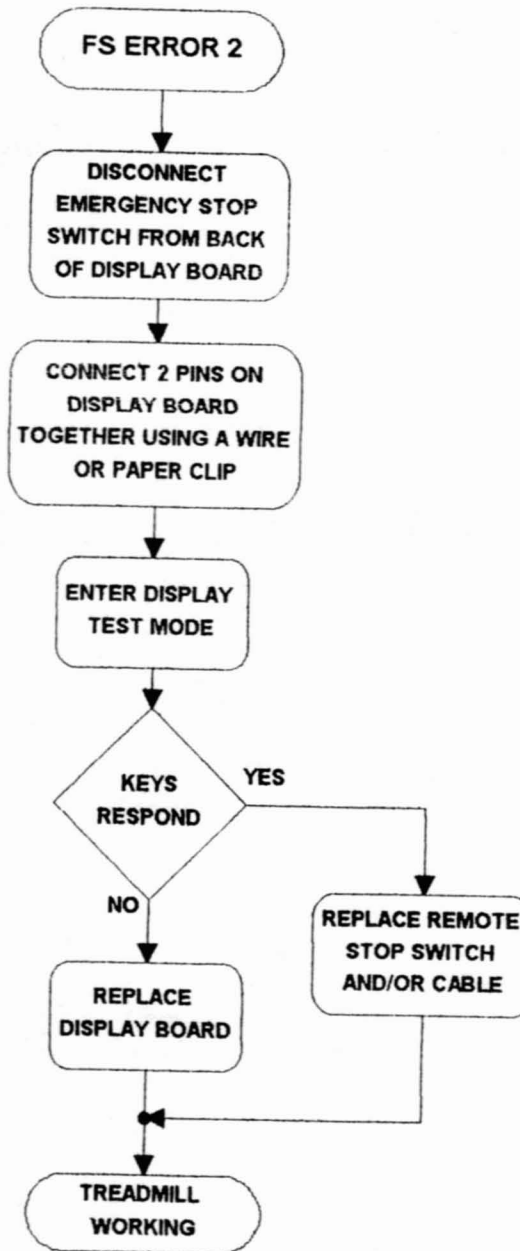 FS ERROR 2
DISCONNECT
EMERGENCY STOP
SWITCH FROM BACK
OF DISPLAY BOARD
CONNECT 2 PINS ON
DISPLAY BOARD
TOGETHER USING A WIRE
OR PAPER CLIP
ENTER DISPLAY
TEST MODE
KEYS
RESPOND
YES
NO
REPLACE REMOTE
STOP SWITCH
AND/OR CABLE
REPLACE
DISPLAY BOARD
TREADMILL
WORKING